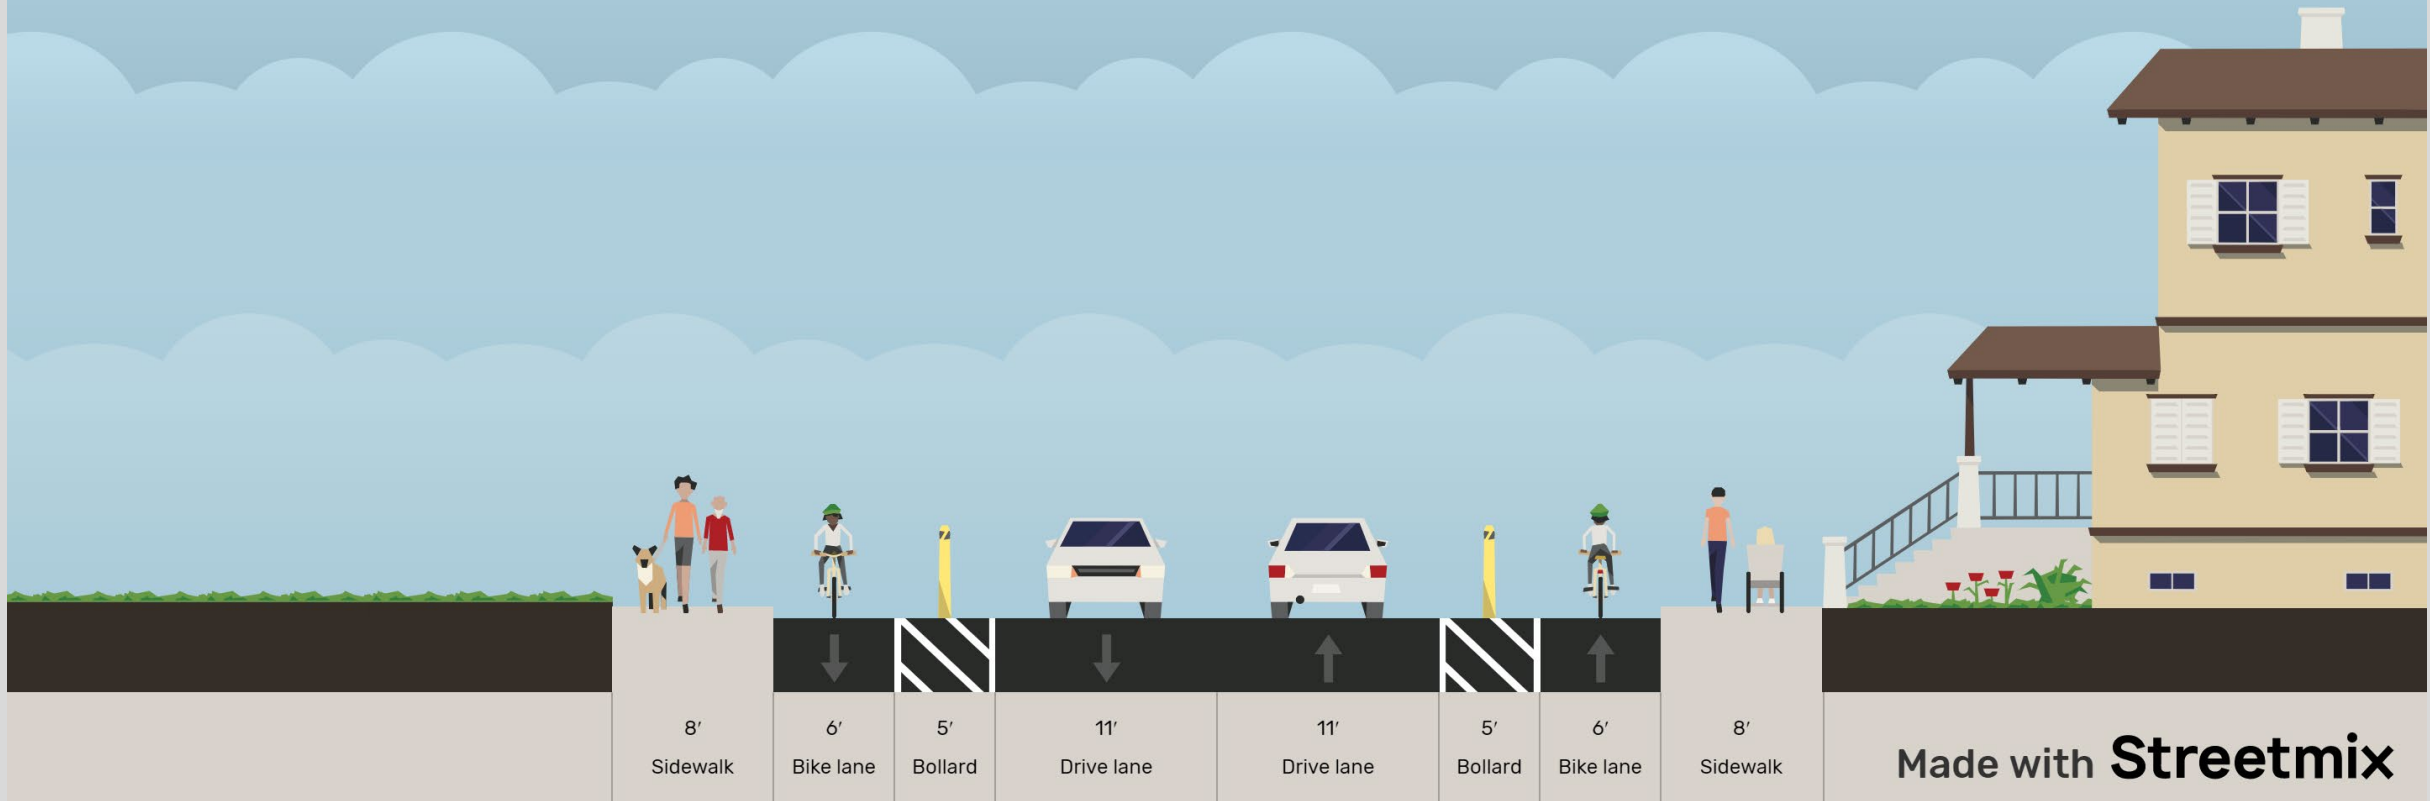 8′
Sidewalk
6′
Bike lane
5′
Bollard
11′
Drive lane
11′
Drive lane
5′
Bollard
6′
Bike lane
8′
Sidewalk
Made with Streetmix